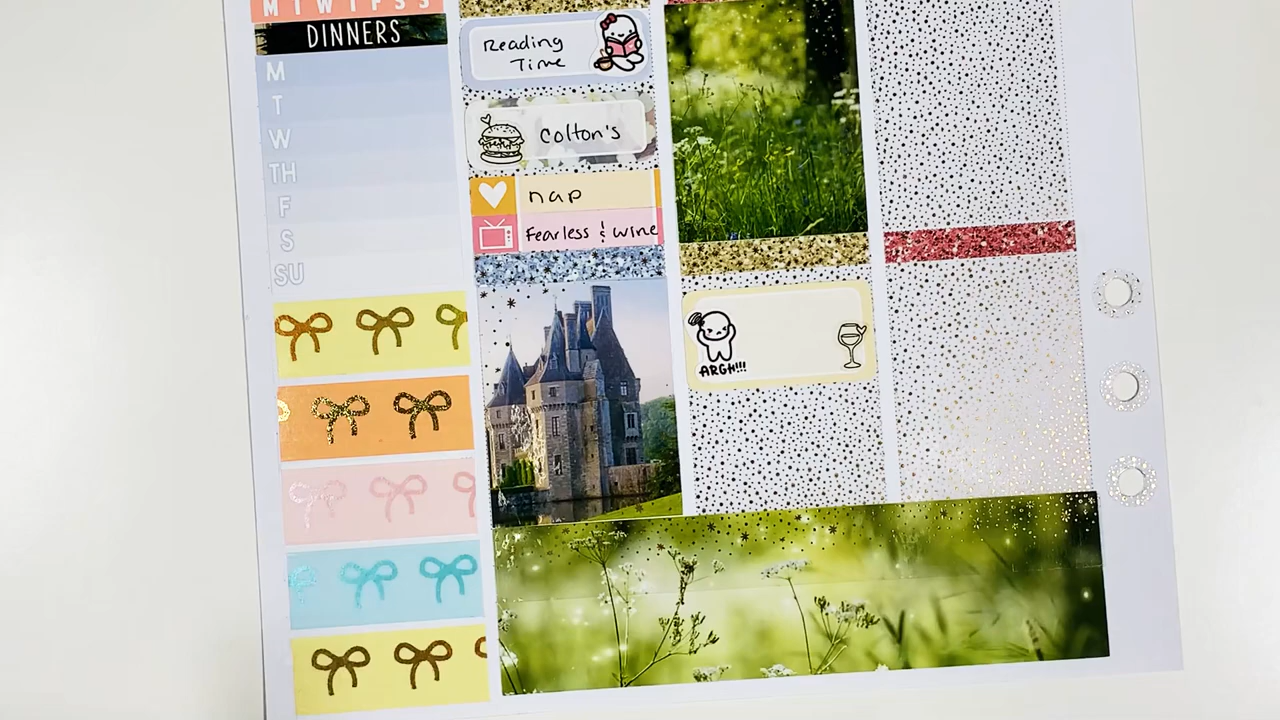 M T W T F S S
DINNERS
M
T
W
TH
F
S
SU
Reading
Time
Colton's
nap
Fearless & wine
ARGH!!!